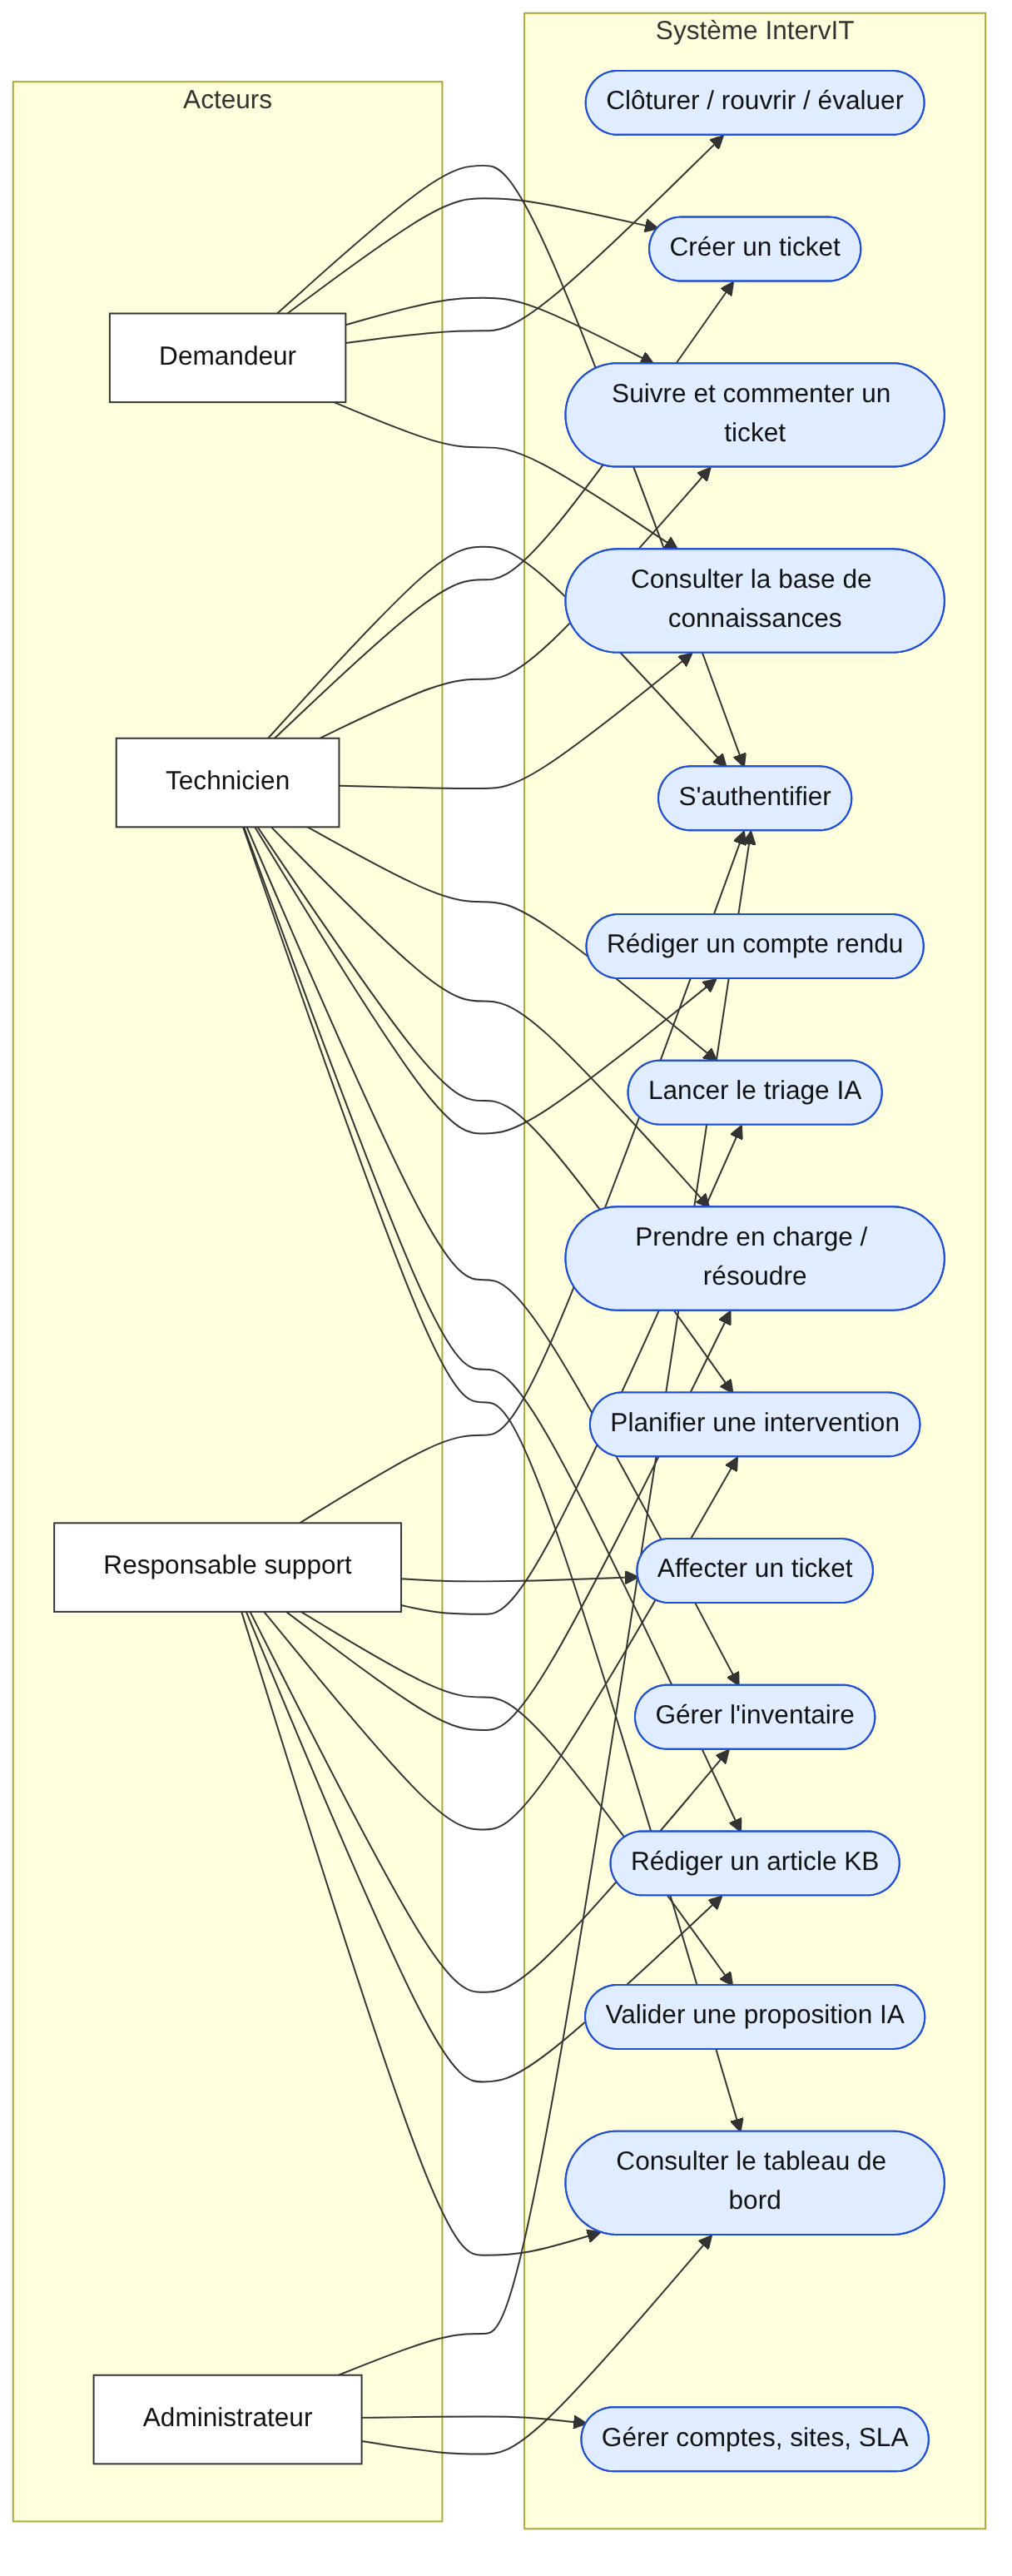 Acteurs
Demandeur
Technicien
Responsable support
Administrateur
Système IntervIT
Clôturer / rouvrir / évaluer
Créer un ticket
Suivre et commenter un
ticket
Consulter la base de
connaissances
S'authentifier
Rédiger un compte rendu
Lancer le triage IA
Prendre en charge /
résoudre
Planifier une intervention
Affecter un ticket
Gérer l'inventaire
Rédiger un article KB
Valider une proposition IA
Consulter le tableau de
bord
Gérer comptes, sites, SLA